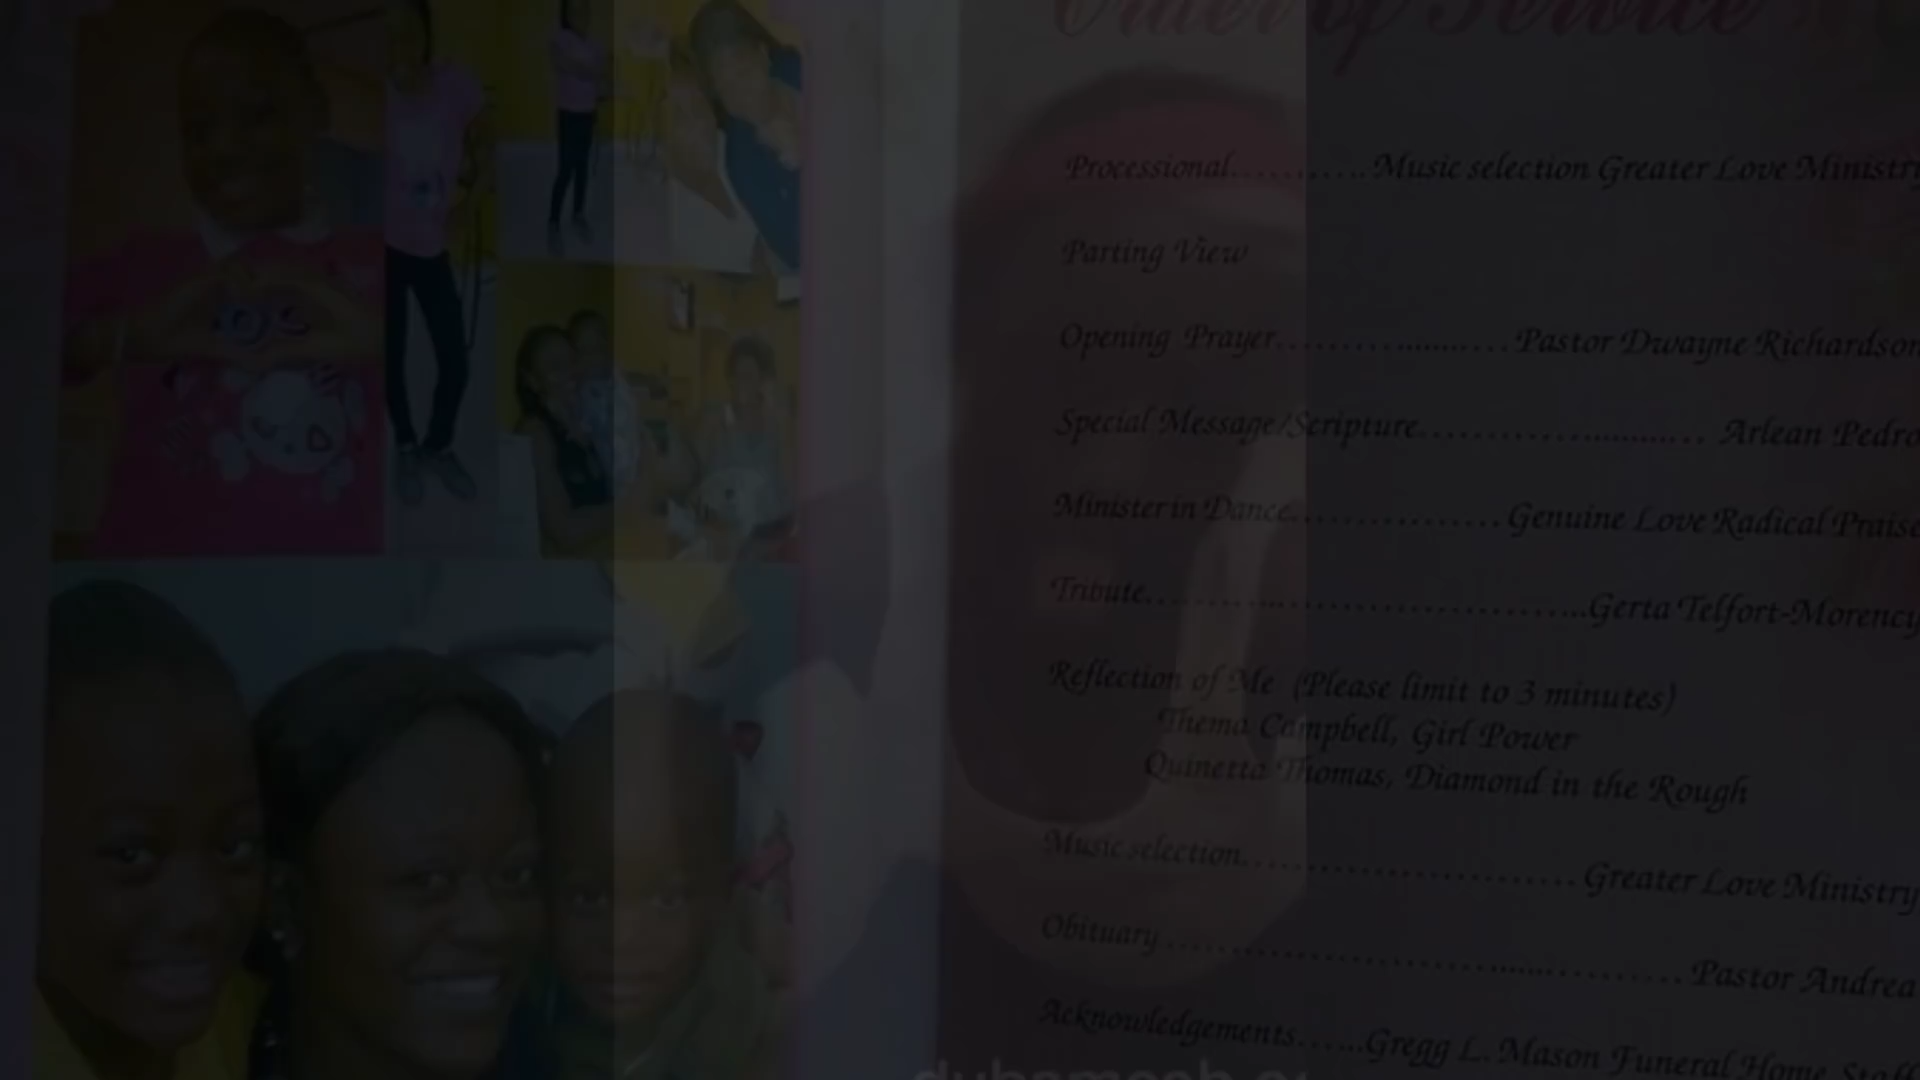 Order of Service
Processional............Music selection Greater Love Ministry
Parting View
Opening Prayer....................Pastor Dwayne Richardson
Special Message/Scripture......................... Arlean Pedro
Minister in Dance..................Genuine Love Radical Praise
Tribute...................................Gerta Telfort-Morency
Reflection of Me (Please limit to 3 minutes)
Thema Campbell, Girl Power
Quinetta Thomas, Diamond in the Rough
Music selection............................Greater Love Ministry
Obituary..........................................Pastor Andrea
Acknowledgements......Gregg L. Mason Funeral Home Staff